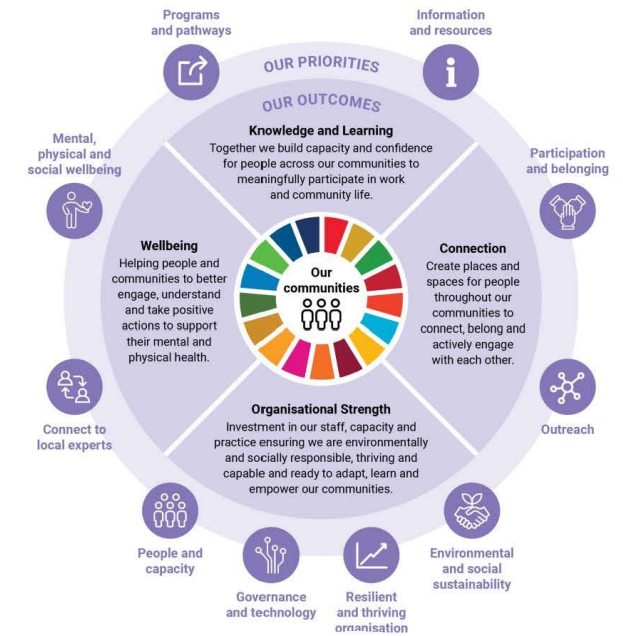 Programs
and pathways
Information
and resources
OUR PRIORITIES
OUR OUTCOMES
Knowledge and Learning
Together we build capacity and confidence
for people across our communities to
meaningfully participate in work
and community life.
Mental,
physical and
social wellbeing
Participation
and belonging
Wellbeing
Helping people and
communities to better
engage, understand
and take positive
actions to support
their mental and
physical health.
Our
communities
Connection
Create places and
spaces for people
throughout our
communities to
connect, belong and
actively engage
with each other.
Organisational Strength
Investment in our staff, capacity and
practice ensuring we are environmentally
and socially responsible, thriving and
capable and ready to adapt, learn and
empower our communities.
Connect to
local experts
Outreach
People and
capacity
Governance
and technology
Resilient
and thriving
organisation
Environmental
and social
sustainability